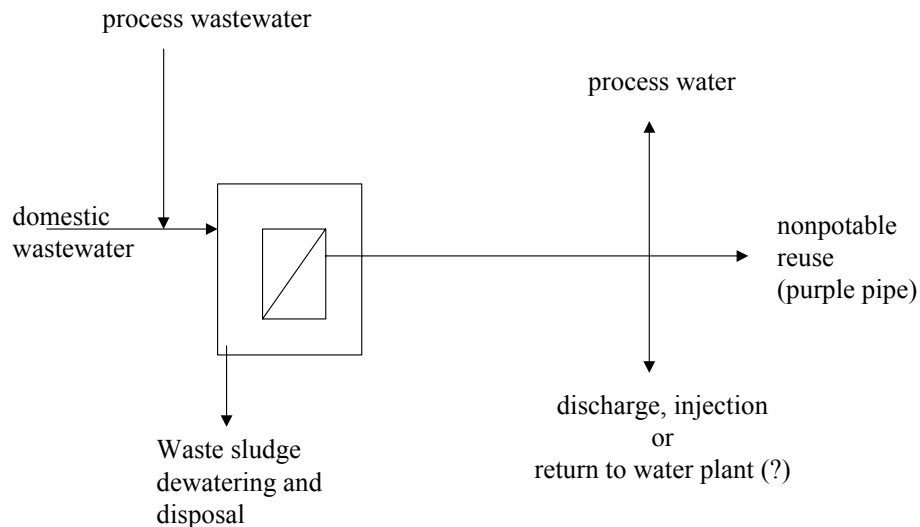 process wastewater
process water
domestic
wastewater
nonpotable
reuse
(purple pipe)
discharge, injection
or
return to water plant (?)
Waste sludge
dewatering and
disposal